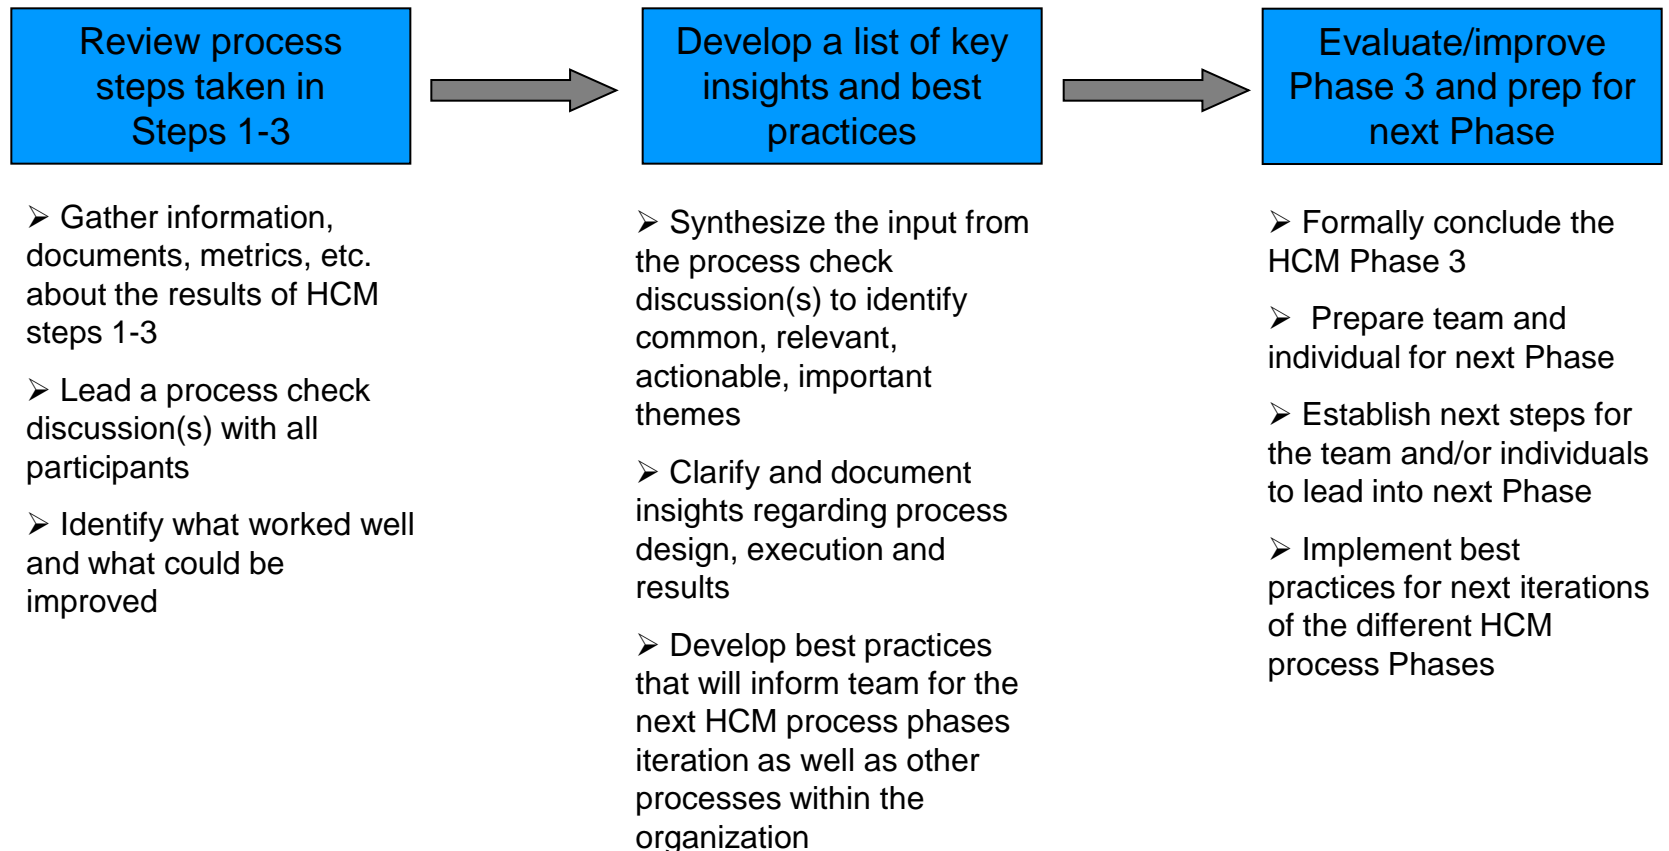 Review process
steps taken in
Steps 1-3
Develop a list of key
insights and best
practices
Evaluate/improve
Phase 3 and prep for
next Phase
➢ Gather information,
documents, metrics, etc.
about the results of HCM
steps 1-3
➢ Lead a process check
discussion(s) with all
participants
➢ Identify what worked well
and what could be
improved
➢ Synthesize the input from
the process check
discussion(s) to identify
common, relevant,
actionable, important
themes
➢ Clarify and document
insights regarding process
design, execution and
results
➢ Develop best practices
that will inform team for the
next HCM process phases
iteration as well as other
processes within the
organization
➢ Formally conclude the
HCM Phase 3
➢ Prepare team and
individual for next Phase
➢ Establish next steps for
the team and/or individuals
to lead into next Phase
➢ Implement best
practices for next iterations
of the different HCM
process Phases